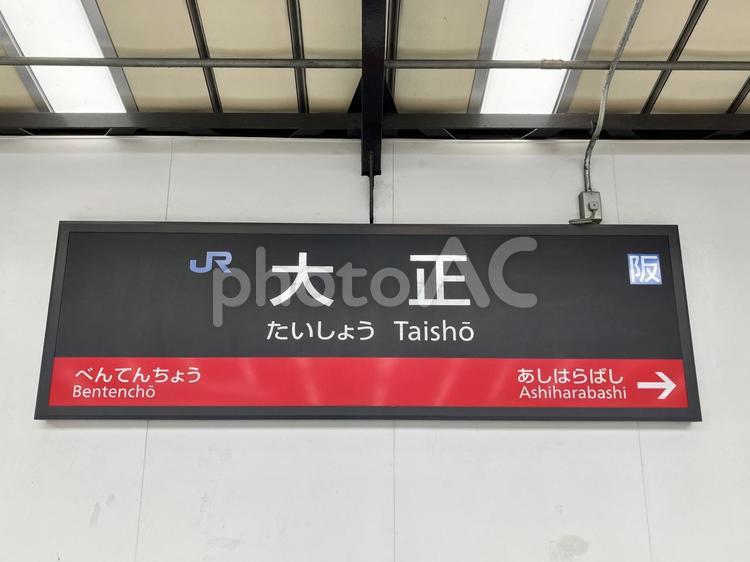 JR 大正 阪
たいしょう Taishō
べんてんちょう あしはらばし →
Bentenchō Ashiharabashi
photoAC